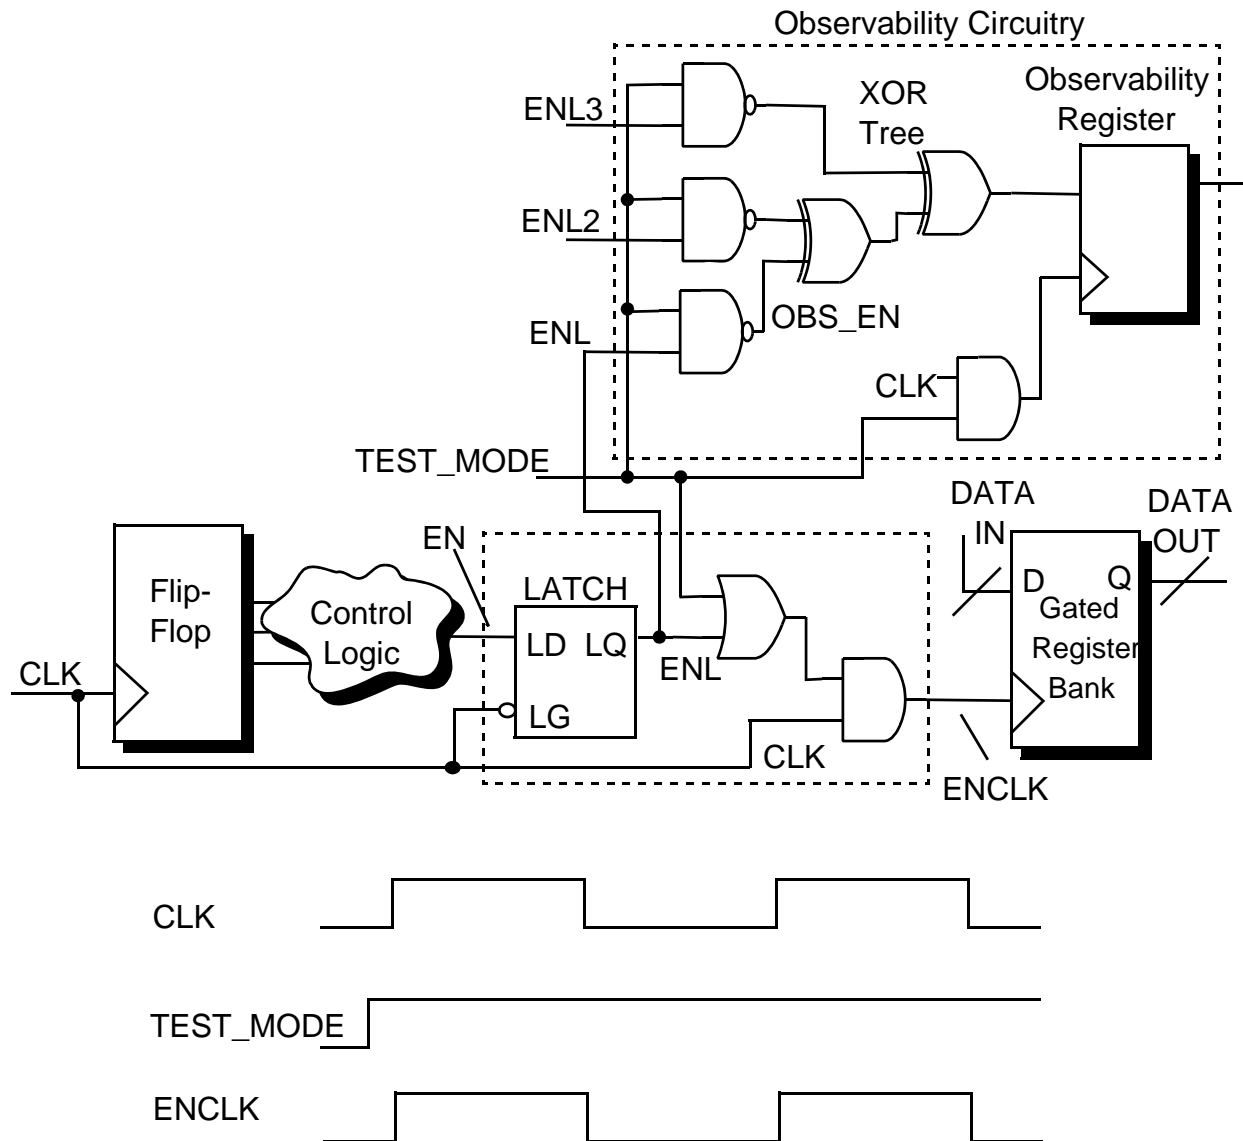 Observability Circuitry
Observability
Register
XOR
Tree
ENL3
ENL2
ENL
OBS_EN
CLK
TEST_MODE
DATA
IN
DATA
OUT
EN
Flip-
Flop
Control
Logic
LATCH
LD LQ
LG
ENL
CLK
CLK
D Q
Gated
Register
Bank
ENCLK
CLK
TEST_MODE
ENCLK